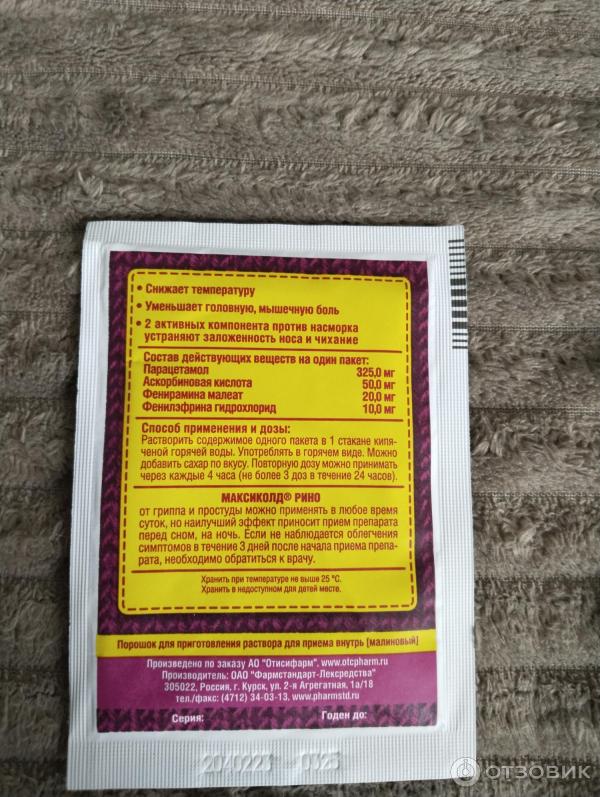 • Снижает температуру
• Уменьшает головную, мышечную боль
• 2 активных компонента против насморка
устраняют заложенность носа и чихание
Состав действующих веществ на один пакет:
Парацетамол 325,0 мг
Аскорбиновая кислота 50,0 мг
Фенирамина малеат 20,0 мг
Фенилэфрина гидрохлорид 10,0 мг
Способ применения и дозы:
Растворить содержимое одного пакета в 1 стакане кипя-
ченой горячей воды. Употреблять в горячем виде. Можно
добавить сахар по вкусу. Повторную дозу можно принимать
через каждые 4 часа (не более 3 доз в течение 24 часов).
МАКСИКОЛД® РИНО
от гриппа и простуды можно применять в любое время
суток, но наилучший эффект приносит прием препарата
перед сном, на ночь. Если не наблюдается облегчения
симптомов в течение 3 дней после начала приема препа-
рата, необходимо обратиться к врачу.
Хранить при температуре не выше 25 °С.
Хранить в недоступном для детей месте.
Порошок для приготовления раствора для приема внутрь [малиновый]
Произведено по заказу АО "Отисифарм" www.otcpharm.ru
Производитель: ОАО "Фармстандарт-Лексредства"
305022, Россия, г. Курск, ул. 2-я Агрегатная, 1а/18
тел./факс: (4712) 34-03-13, www.pharmstd.ru
Серия: Годен до:
2040223 0325
ОТЗОВИК